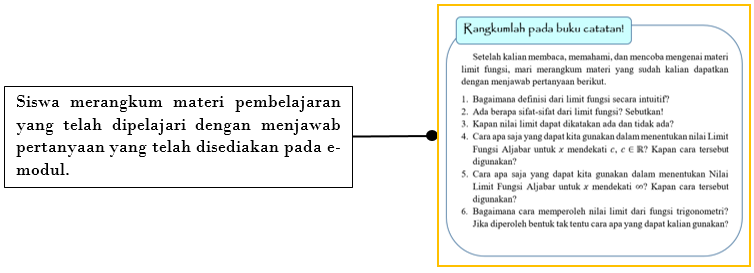 Siswa merangkum materi pembelajaran
yang telah dipelajari dengan menjawab
pertanyaan yang telah disediakan pada e-
modul.
Rangkumlah pada buku catatan!
Setelah kalian membaca, memahami, dan mencoba mengenai materi
limit fungsi, mari merangkum materi yang sudah kalian dapatkan
dengan menjawab pertanyaan berikut.
1. Bagaimana definisi dari limit fungsi secara intuitif?
2. Ada berapa sifat-sifat dari limit fungsi? Sebutkan!
3. Kapan nilai limit dapat dikatakan ada dan tidak ada?
4. Cara apa saja yang dapat kita gunakan dalam menentukan nilai Limit
Fungsi Aljabar untuk x mendekati c, c ∈ ℝ? Kapan cara tersebut
digunakan?
5. Cara apa saja yang dapat kita gunakan dalam menentukan Nilai
Limit Fungsi Aljabar untuk x mendekati ∞? Kapan cara tersebut
digunakan?
6. Bagaimana cara memperoleh nilai limit dari fungsi trigonometri?
Jika diperoleh bentuk tak tentu cara apa yang dapat kalian gunakan?